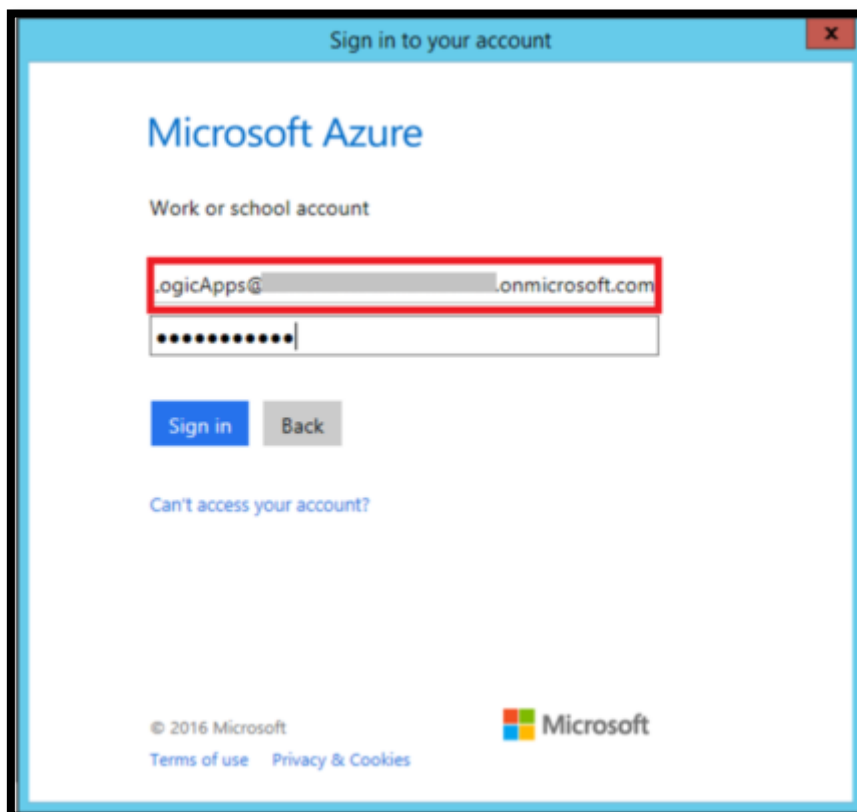 Sign in to your account
x
Microsoft Azure
Work or school account
.ogicApps@ .onmicrosoft.com
•••••••••••
Sign in Back
Can't access your account?
© 2016 Microsoft
Microsoft
Terms of use Privacy & Cookies